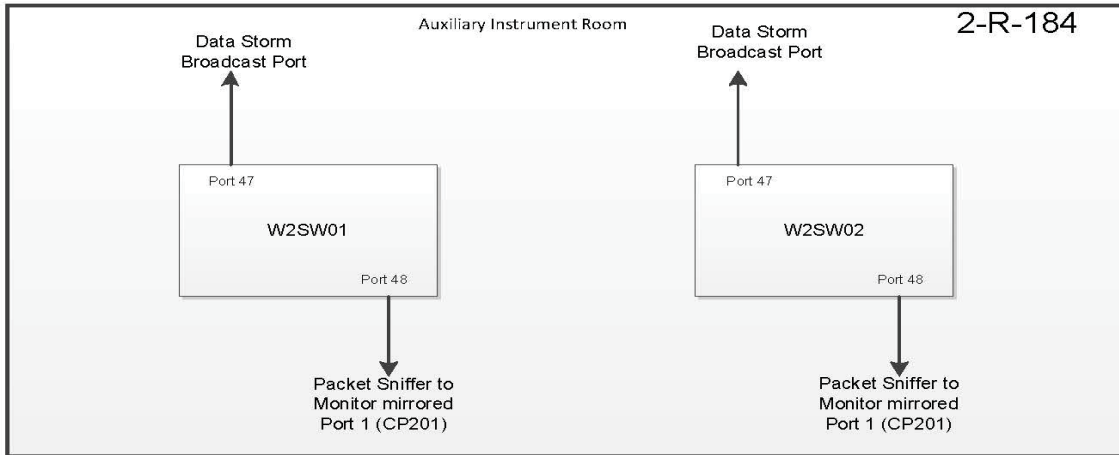 Auxiliary Instrument Room
2-R-184
Data Storm
Broadcast Port
Data Storm
Broadcast Port
Port 47
W2SW01
Port 48
Port 47
W2SW02
Port 48
Packet Sniffer to
Monitor mirrored
Port 1 (CP201)
Packet Sniffer to
Monitor mirrored
Port 1 (CP201)